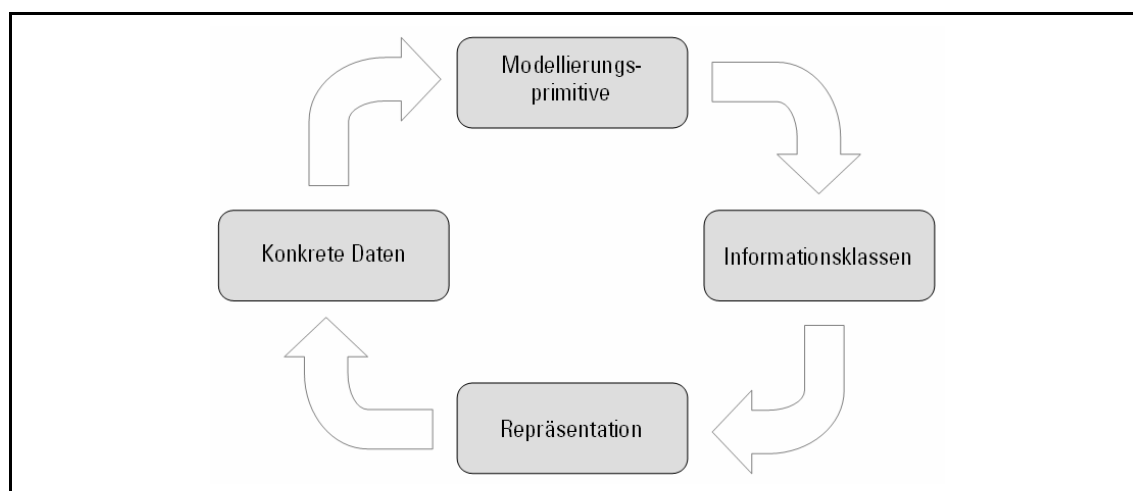 Modellierungs-
primitive
Konkrete Daten
Informationsklassen
Repräsentation